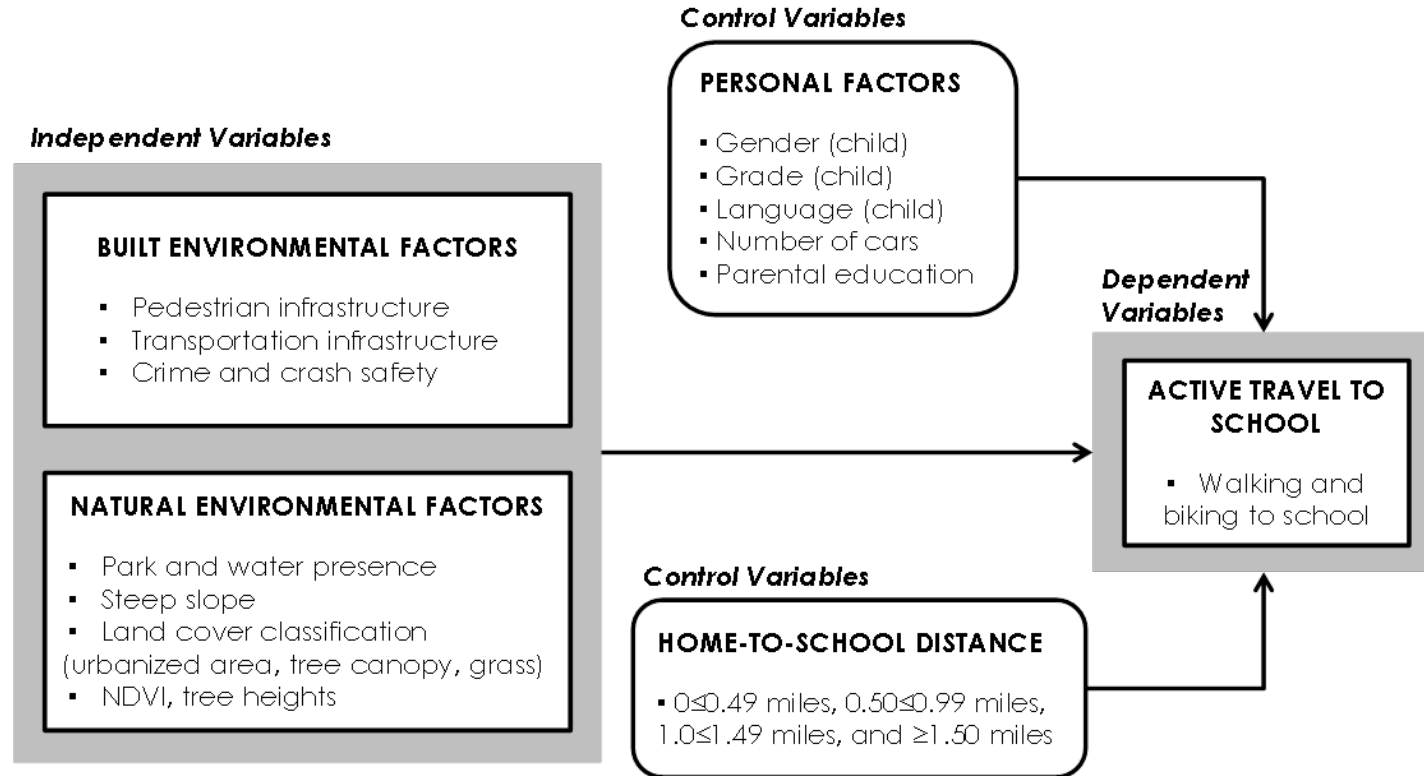 Control Variables
PERSONAL FACTORS
▪ Gender (child)
▪ Grade (child)
▪ Language (child)
▪ Number of cars
▪ Parental education
Independent Variables
BUILT ENVIRONMENTAL FACTORS
▪ Pedestrian infrastructure
▪ Transportation infrastructure
▪ Crime and crash safety
NATURAL ENVIRONMENTAL FACTORS
▪ Park and water presence
▪ Steep slope
▪ Land cover classification
(urbanized area, tree canopy, grass)
▪ NDVI, tree heights
Dependent
Variables
ACTIVE TRAVEL TO
SCHOOL
▪ Walking and
biking to school
Control Variables
HOME-TO-SCHOOL DISTANCE
▪ 0≤0.49 miles, 0.50≤0.99 miles,
1.0≤1.49 miles, and ≥1.50 miles